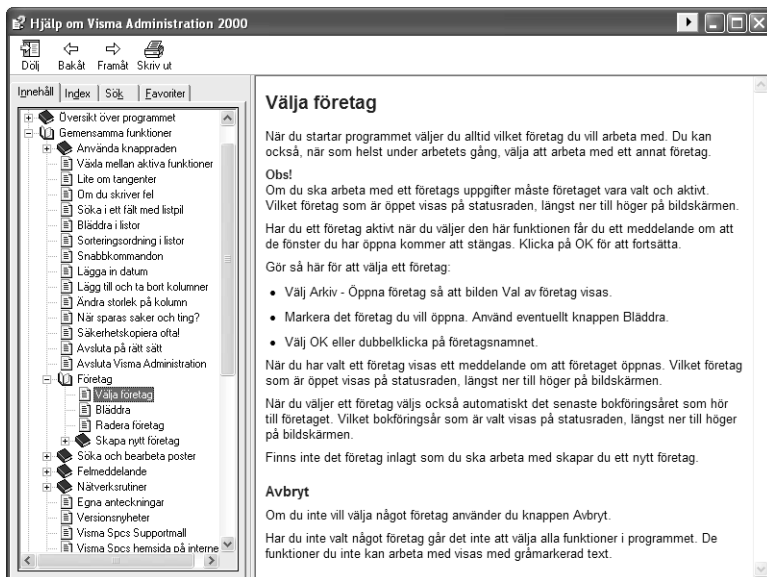 Hjälp om Visma Administration 2000
Dölj Bakåt Framåt Skriv ut
Innehåll Index Sök Favoriter
Översikt över programmet
Gemensamma funktioner
Använda knappraden
Växla mellan aktiva funktioner
Lite om tangenter
Om du skriver fel
Söka i ett fält med listpil
Bläddra i listor
Sorteringsordning i listor
Snabbkommandon
Lägga in datum
Lägg till och ta bort kolumner
Ändra storlek på kolumn
När sparas saker och ting?
Säkerhetskopiera ofta!
Avsluta på rätt sätt
Avsluta Visma Administration
Företag
Välja företag
Bläddra
Radera företag
Skapa nytt företag
Söka och bearbeta poster
Felmeddelande
Nätverksrutiner
Egna anteckningar
Versionsnyheter
Visma Spcs Supportmall
Visma Spcs hemsida på interne
Välja företag
När du startar programmet väljer du alltid vilket företag du vill arbeta med. Du kan
också, när som helst under arbetets gång, välja att arbeta med ett annat företag.
Obs!
Om du ska arbeta med ett företags uppgifter måste företaget vara valt och aktivt.
Vilket företag som är öppet visas på statusraden, längst ner till höger på bildskärmen.
Har du ett företag aktivt när du väljer den här funktionen får du ett meddelande om att
de fönster du har öppna kommer att stängas. Klicka på OK för att fortsätta.
Gör så här för att välja ett företag:
• Välj Arkiv - Öppna företag så att bilden Val av företag visas.
• Markera det företag du vill öppna. Använd eventuellt knappen Bläddra.
• Välj OK eller dubbelklicka på företagsnamnet.
När du har valt ett företag visas ett meddelande om att företaget öppnas. Vilket företag
som är öppet visas på statusraden, längst ner till höger på bildskärmen.
När du väljer ett företag väljs också automatiskt det senaste bokföringsåret som hör
till företaget. Vilket bokföringsår som är valt visas på statusraden, längst ner till höger
på bildskärmen.
Finns inte det företag inlagt som du ska arbeta med skapar du ett nytt företag.
Avbryt
Om du inte vill välja något företag använder du knappen Avbryt.
Har du inte valt något företag går det inte att välja alla funktioner i programmet. De
funktioner du inte kan arbeta med visas med gråmarkerad text.